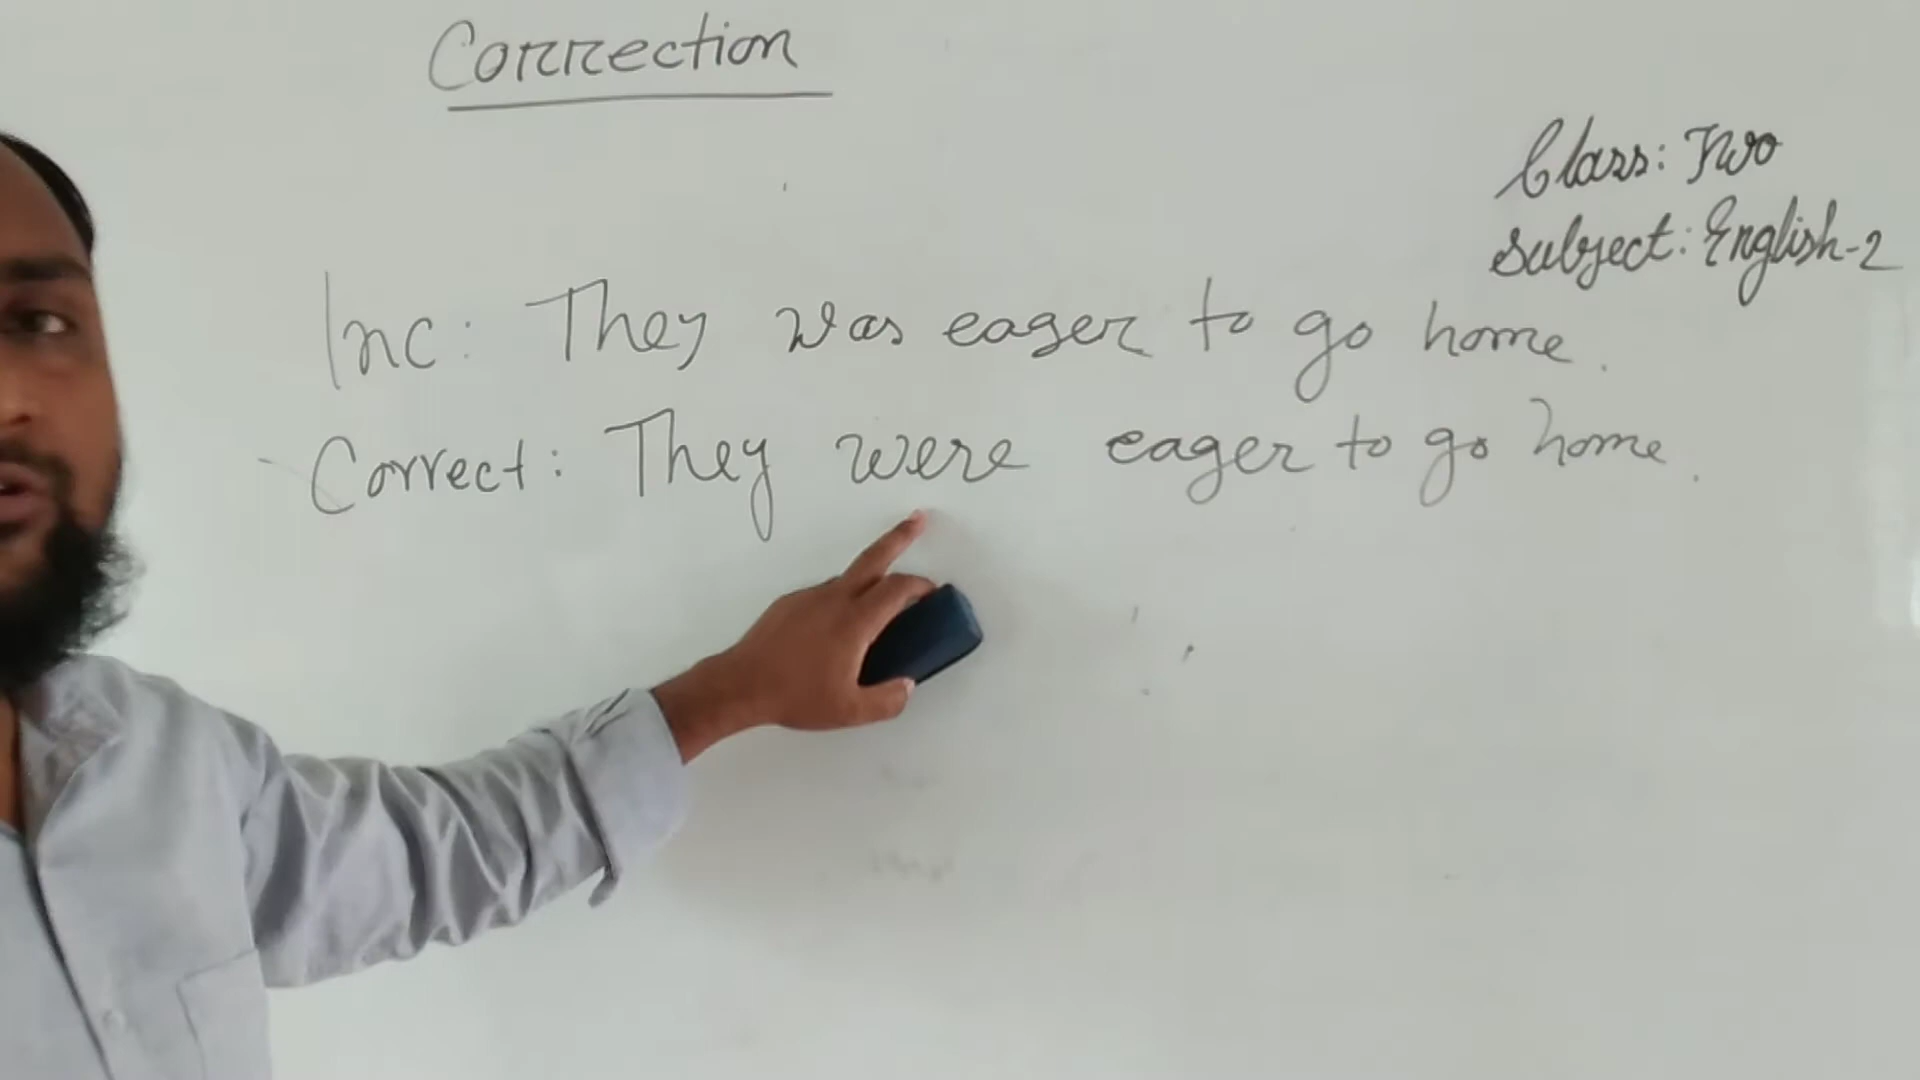 Correction
Class: Two
Subject: English-2
Inc: They was eager to go home.
Correct: They were eager to go home.